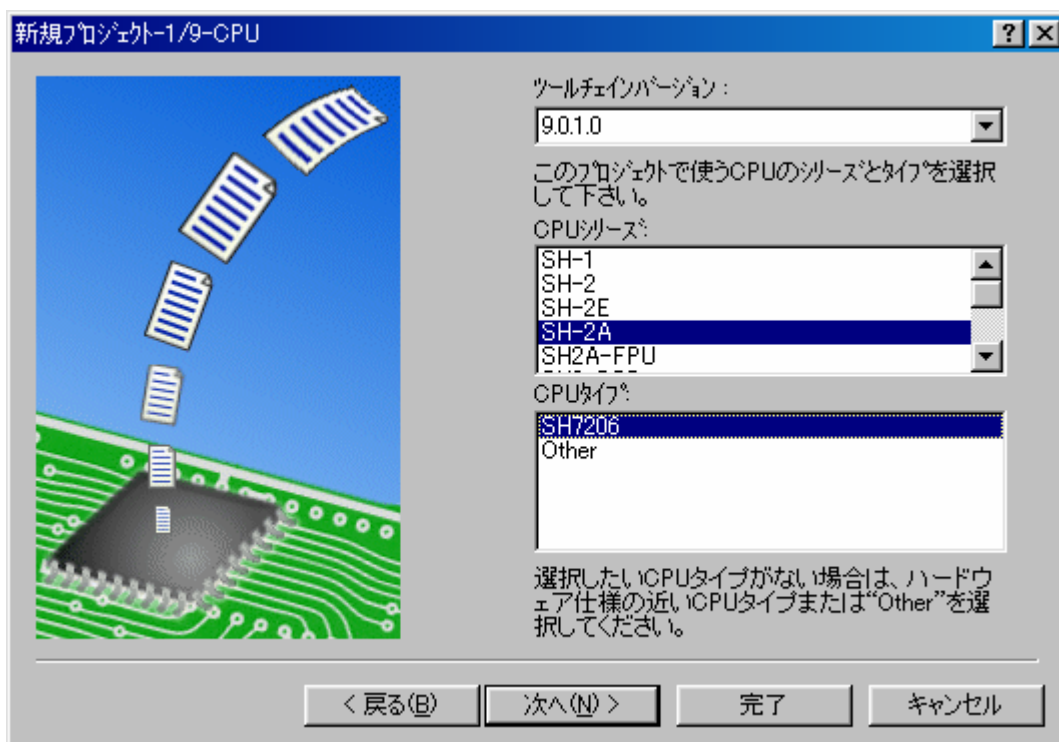 新規ﾌﾟﾛｼﾞｪｸﾄ-1/9-CPU
ﾂｰﾙﾁｪｲﾝﾊﾞｰｼﾞｮﾝ :
9.0.1.0
このﾌﾟﾛｼﾞｪｸﾄで使うCPUのｼﾘｰｽﾞとﾀｲﾌﾟを選択
して下さい。
CPUｼﾘｰｽﾞ:
SH-1
SH-2
SH-2E
SH-2A
SH2A-FPU
CPUﾀｲﾌﾟ:
SH7206
Other
選択したいCPUタイプがない場合は、ハードウ
ェア仕様の近いCPUタイプまたは“Other”を選
択してください。
< 戻る(B)
次へ(N) >
完了
キャンセル